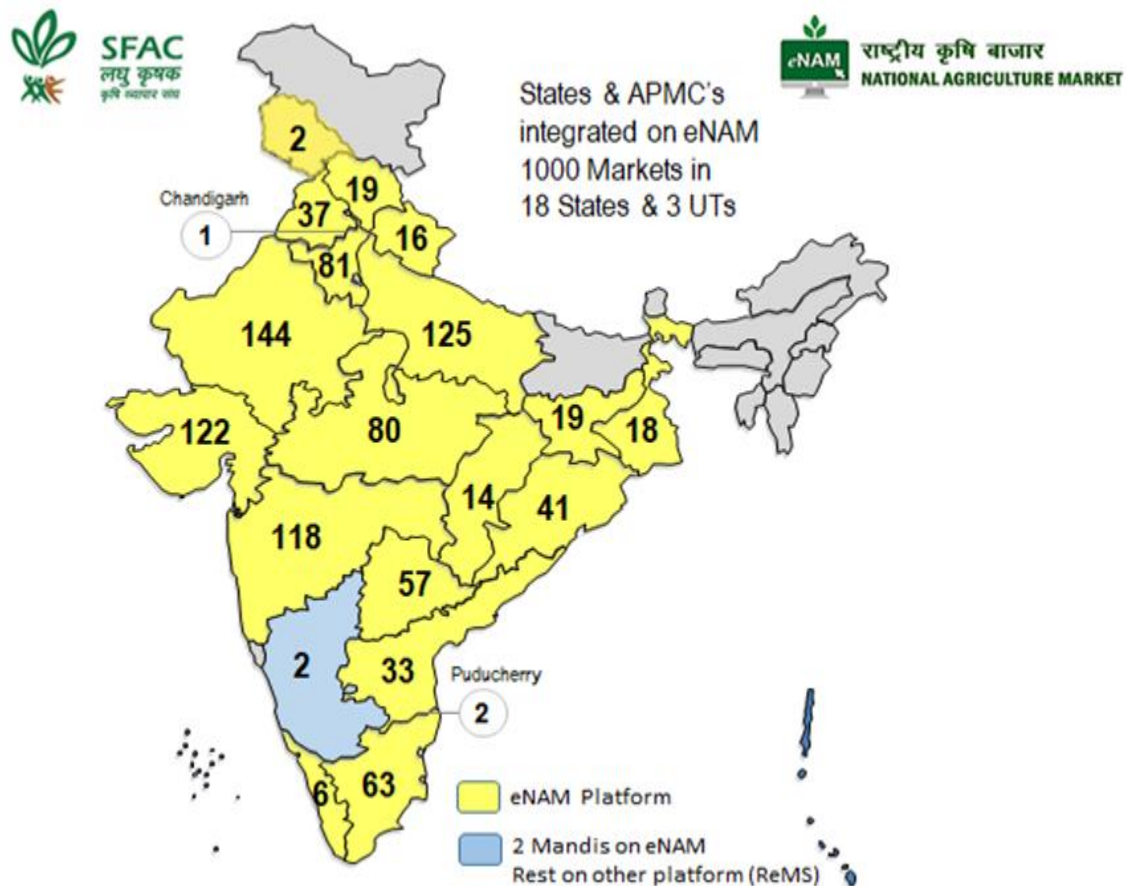 SFAC
लघु कृषक
कृषि व्यापार संघ
eNAM
राष्ट्रीय कृषि बाजार
NATIONAL AGRICULTURE MARKET
States & APMC's
integrated on eNAM
1000 Markets in
18 States & 3 UTs
2
19
Chandigarh
37
1
16
81
144
125
122
80
19
18
14
41
118
57
2
33
Puducherry
2
6
63
eNAM Platform
2 Mandis on eNAM
Rest on other platform (ReMS)